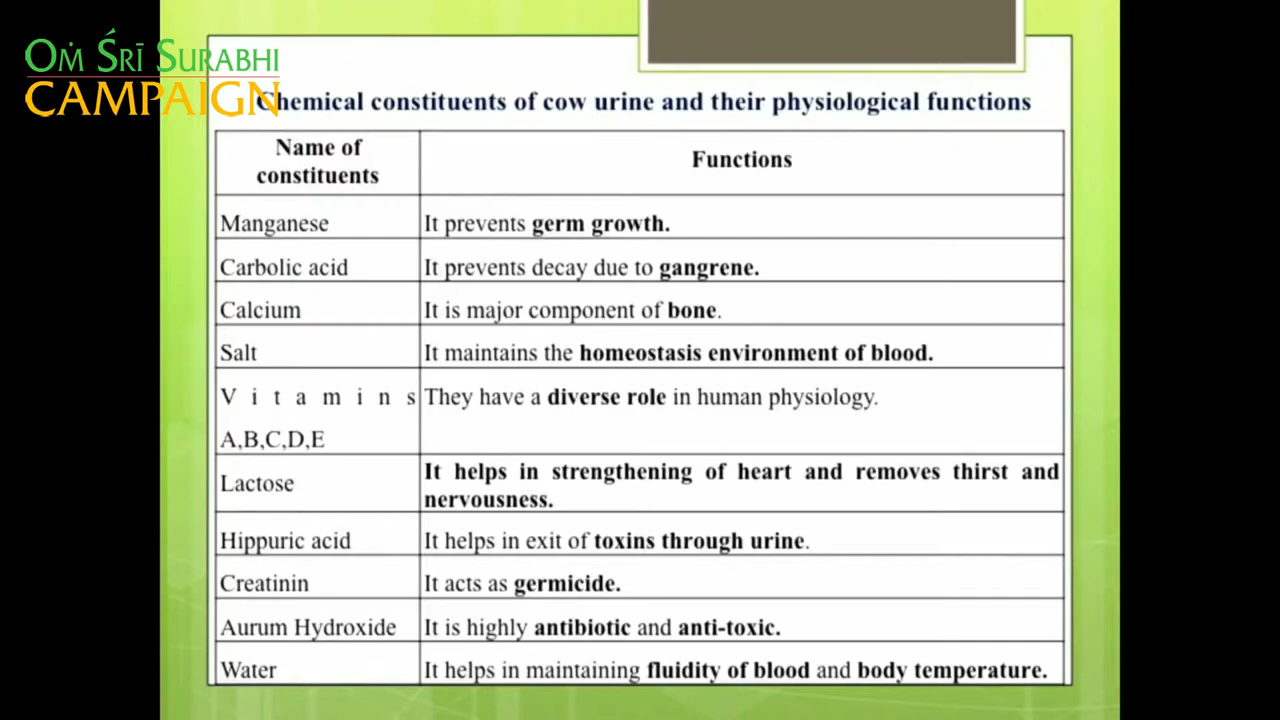 Oṁ Śrī Surabhi
CAMPAIGN
Chemical constituents of cow urine and their physiological functions
Name of
constituents
Functions
Manganese
It prevents germ growth.
Carbolic acid
It prevents decay due to gangrene.
Calcium
It is major component of bone.
Salt
It maintains the homeostasis environment of blood.
Vitamins
A,B,C,D,E
They have a diverse role in human physiology.
Lactose
It helps in strengthening of heart and removes thirst and
nervousness.
Hippuric acid
It helps in exit of toxins through urine.
Creatinin
It acts as germicide.
Aurum Hydroxide
It is highly antibiotic and anti-toxic.
Water
It helps in maintaining fluidity of blood and body temperature.